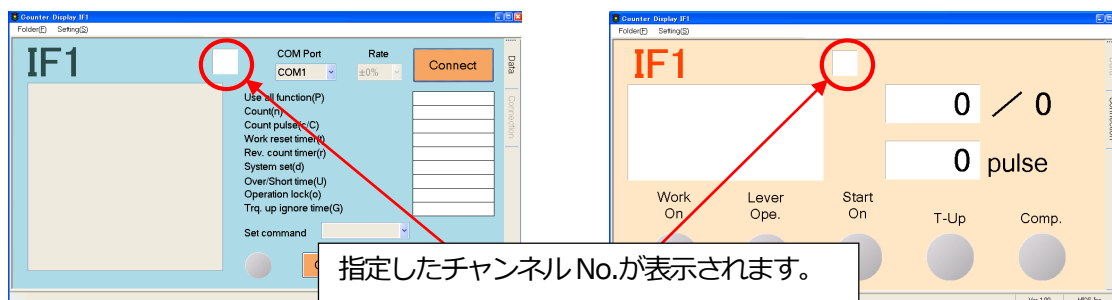 Counter Display IF1
Folder(F) Setting(S)
IF1
COM Port
Rate
COM1
±0%
Connect
Data
Connection
Use all function(P)
Count(n)
Count pulse(c/C)
Work reset timer(t)
Rev. count timer(r)
System set(d)
Over/Short time(U)
Operation lock(o)
Trq. up ignore time(G)
Set command
Counter Display IF1
Folder(F) Setting(S)
IF1
0 / 0
0 pulse
Work On
Lever Ope.
Start On
T-Up
Comp.
指定したチャンネルNo.が表示されます。